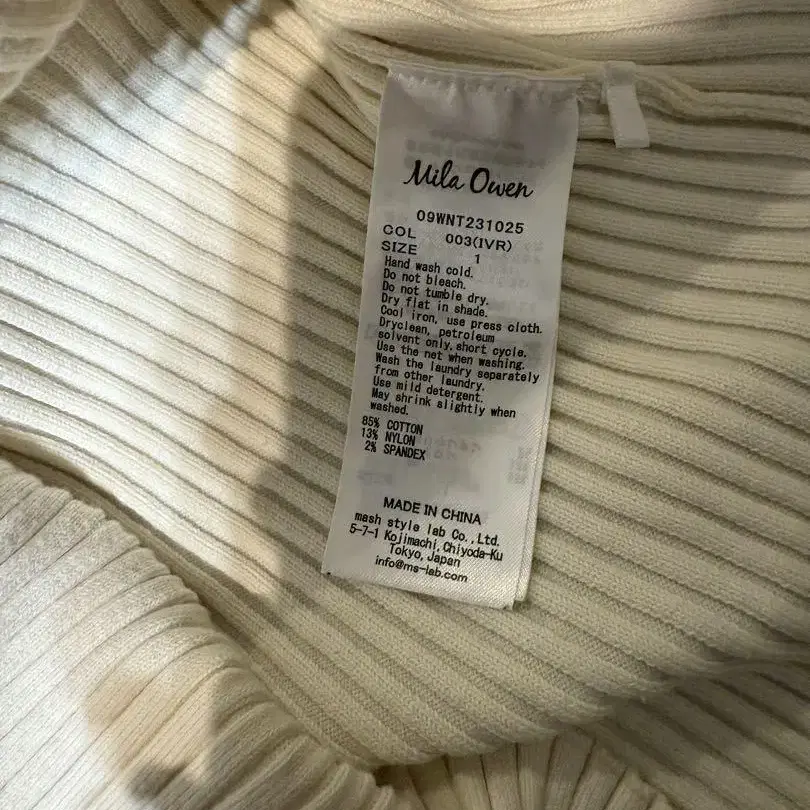 Mila Owen
09WNT231025
COL 003(IVR)
SIZE 1
Hand wash cold.
Do not bleach.
Do not tumble dry.
Dry flat in shade.
Cool iron, use press cloth.
Dryclean, petroleum
solvent only,short cycle.
Use the net when washing.
Wash the laundry separately
from other laundry.
Use mild detergent.
May shrink slightly when
washed.
85% COTTON
13% NYLON
2% SPANDEX
MADE IN CHINA
mash style lab Co.,Ltd.
5-7-1 Kojimachi,Chiyoda-Ku
Tokyo,Japan
info@ms-lab.com